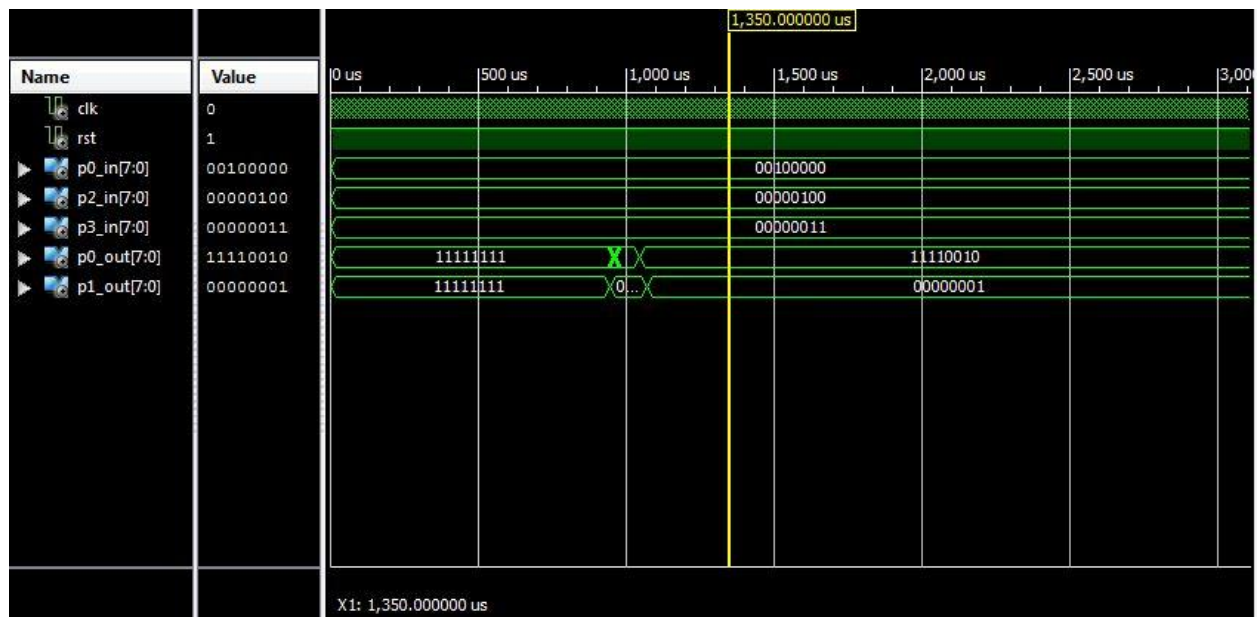 1,350.000000 us
Name Value |0 us |500 us |1,000 us |1,500 us |2,000 us |2,500 us |3,00
clk 0
rst 1
p0_in[7:0] 00100000 00100000
p2_in[7:0] 00000100 00000100
p3_in[7:0] 00000011 00000011
p0_out[7:0] 11110010 11111111 11110010
p1_out[7:0] 00000001 11111111 0... 00000001
X1: 1,350.000000 us